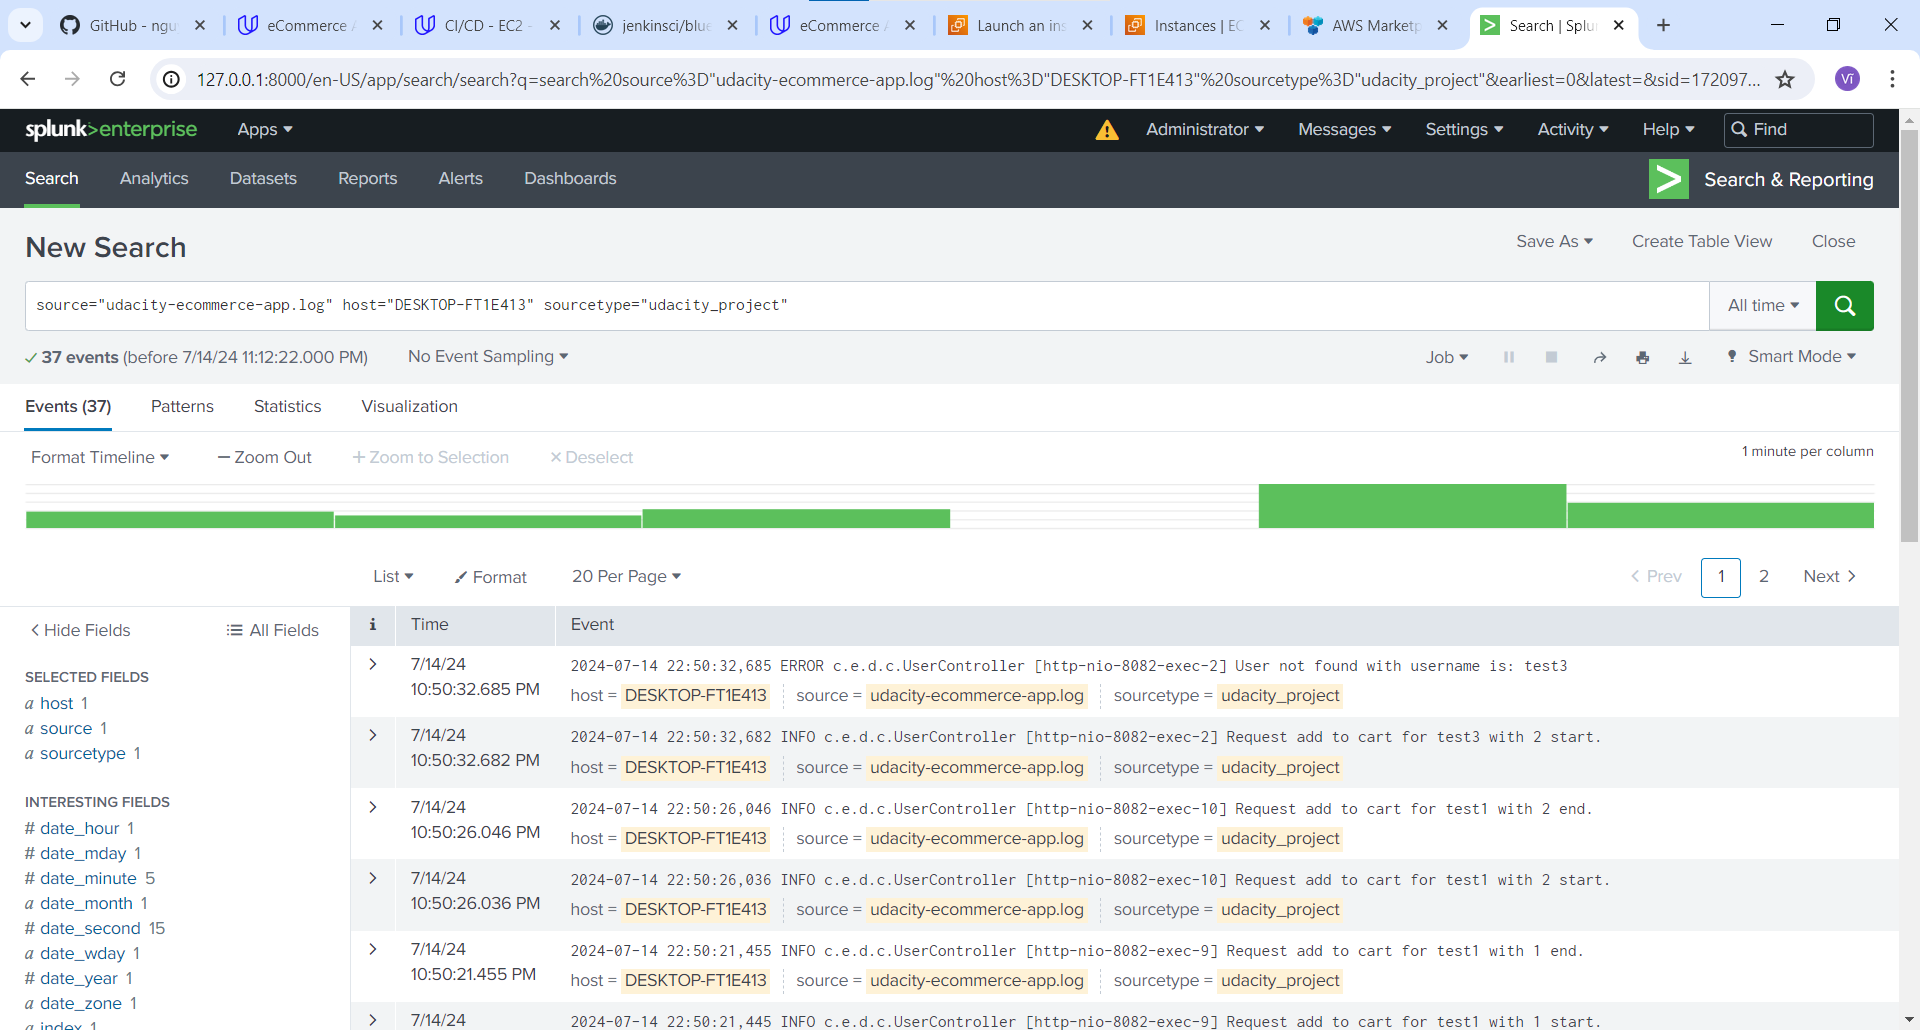 GitHub - ngu
eCommerce A
CI/CD - EC2 -
jenkinsci/blue
eCommerce A
Launch an ins
Instances | EC
AWS Marketp
Search | Splun
127.0.0.1:8000/en-US/app/search/search?q=search%20source%3D"udacity-ecommerce-app.log"%20host%3D"DESKTOP-FT1E413"%20sourcetype%3D"udacity_project"&earliest=0&latest=&sid=172097...
Vĩ
splunk>enterprise Apps Administrator Messages Settings Activity Help Find
Search Analytics Datasets Reports Alerts Dashboards Search & Reporting
New Search Save As Create Table View Close
source="udacity-ecommerce-app.log" host="DESKTOP-FT1E413" sourcetype="udacity_project" All time
37 events (before 7/14/24 11:12:22.000 PM) No Event Sampling Job Smart Mode
Events (37) Patterns Statistics Visualization
Format Timeline Zoom Out Zoom to Selection Deselect 1 minute per column
List Format 20 Per Page Prev 1 2 Next
Hide Fields All Fields
SELECTED FIELDS
a host 1
a source 1
a sourcetype 1
INTERESTING FIELDS
# date_hour 1
# date_mday 1
# date_minute 5
a date_month 1
# date_second 15
a date_wday 1
# date_year 1
a date_zone 1
a index 1
i Time Event
7/14/24
10:50:32.685 PM
2024-07-14 22:50:32,685 ERROR c.e.d.c.UserController [http-nio-8082-exec-2] User not found with username is: test3
host = DESKTOP-FT1E413 source = udacity-ecommerce-app.log sourcetype = udacity_project
7/14/24
10:50:32.682 PM
2024-07-14 22:50:32,682 INFO c.e.d.c.UserController [http-nio-8082-exec-2] Request add to cart for test3 with 2 start.
host = DESKTOP-FT1E413 source = udacity-ecommerce-app.log sourcetype = udacity_project
7/14/24
10:50:26.046 PM
2024-07-14 22:50:26,046 INFO c.e.d.c.UserController [http-nio-8082-exec-10] Request add to cart for test1 with 2 end.
host = DESKTOP-FT1E413 source = udacity-ecommerce-app.log sourcetype = udacity_project
7/14/24
10:50:26.036 PM
2024-07-14 22:50:26,036 INFO c.e.d.c.UserController [http-nio-8082-exec-10] Request add to cart for test1 with 2 start.
host = DESKTOP-FT1E413 source = udacity-ecommerce-app.log sourcetype = udacity_project
7/14/24
10:50:21.455 PM
2024-07-14 22:50:21,455 INFO c.e.d.c.UserController [http-nio-8082-exec-9] Request add to cart for test1 with 1 end.
host = DESKTOP-FT1E413 source = udacity-ecommerce-app.log sourcetype = udacity_project
7/14/24
2024-07-14 22:50:21,445 INFO c.e.d.c.UserController [http-nio-8082-exec-9] Request add to cart for test1 with 1 start.